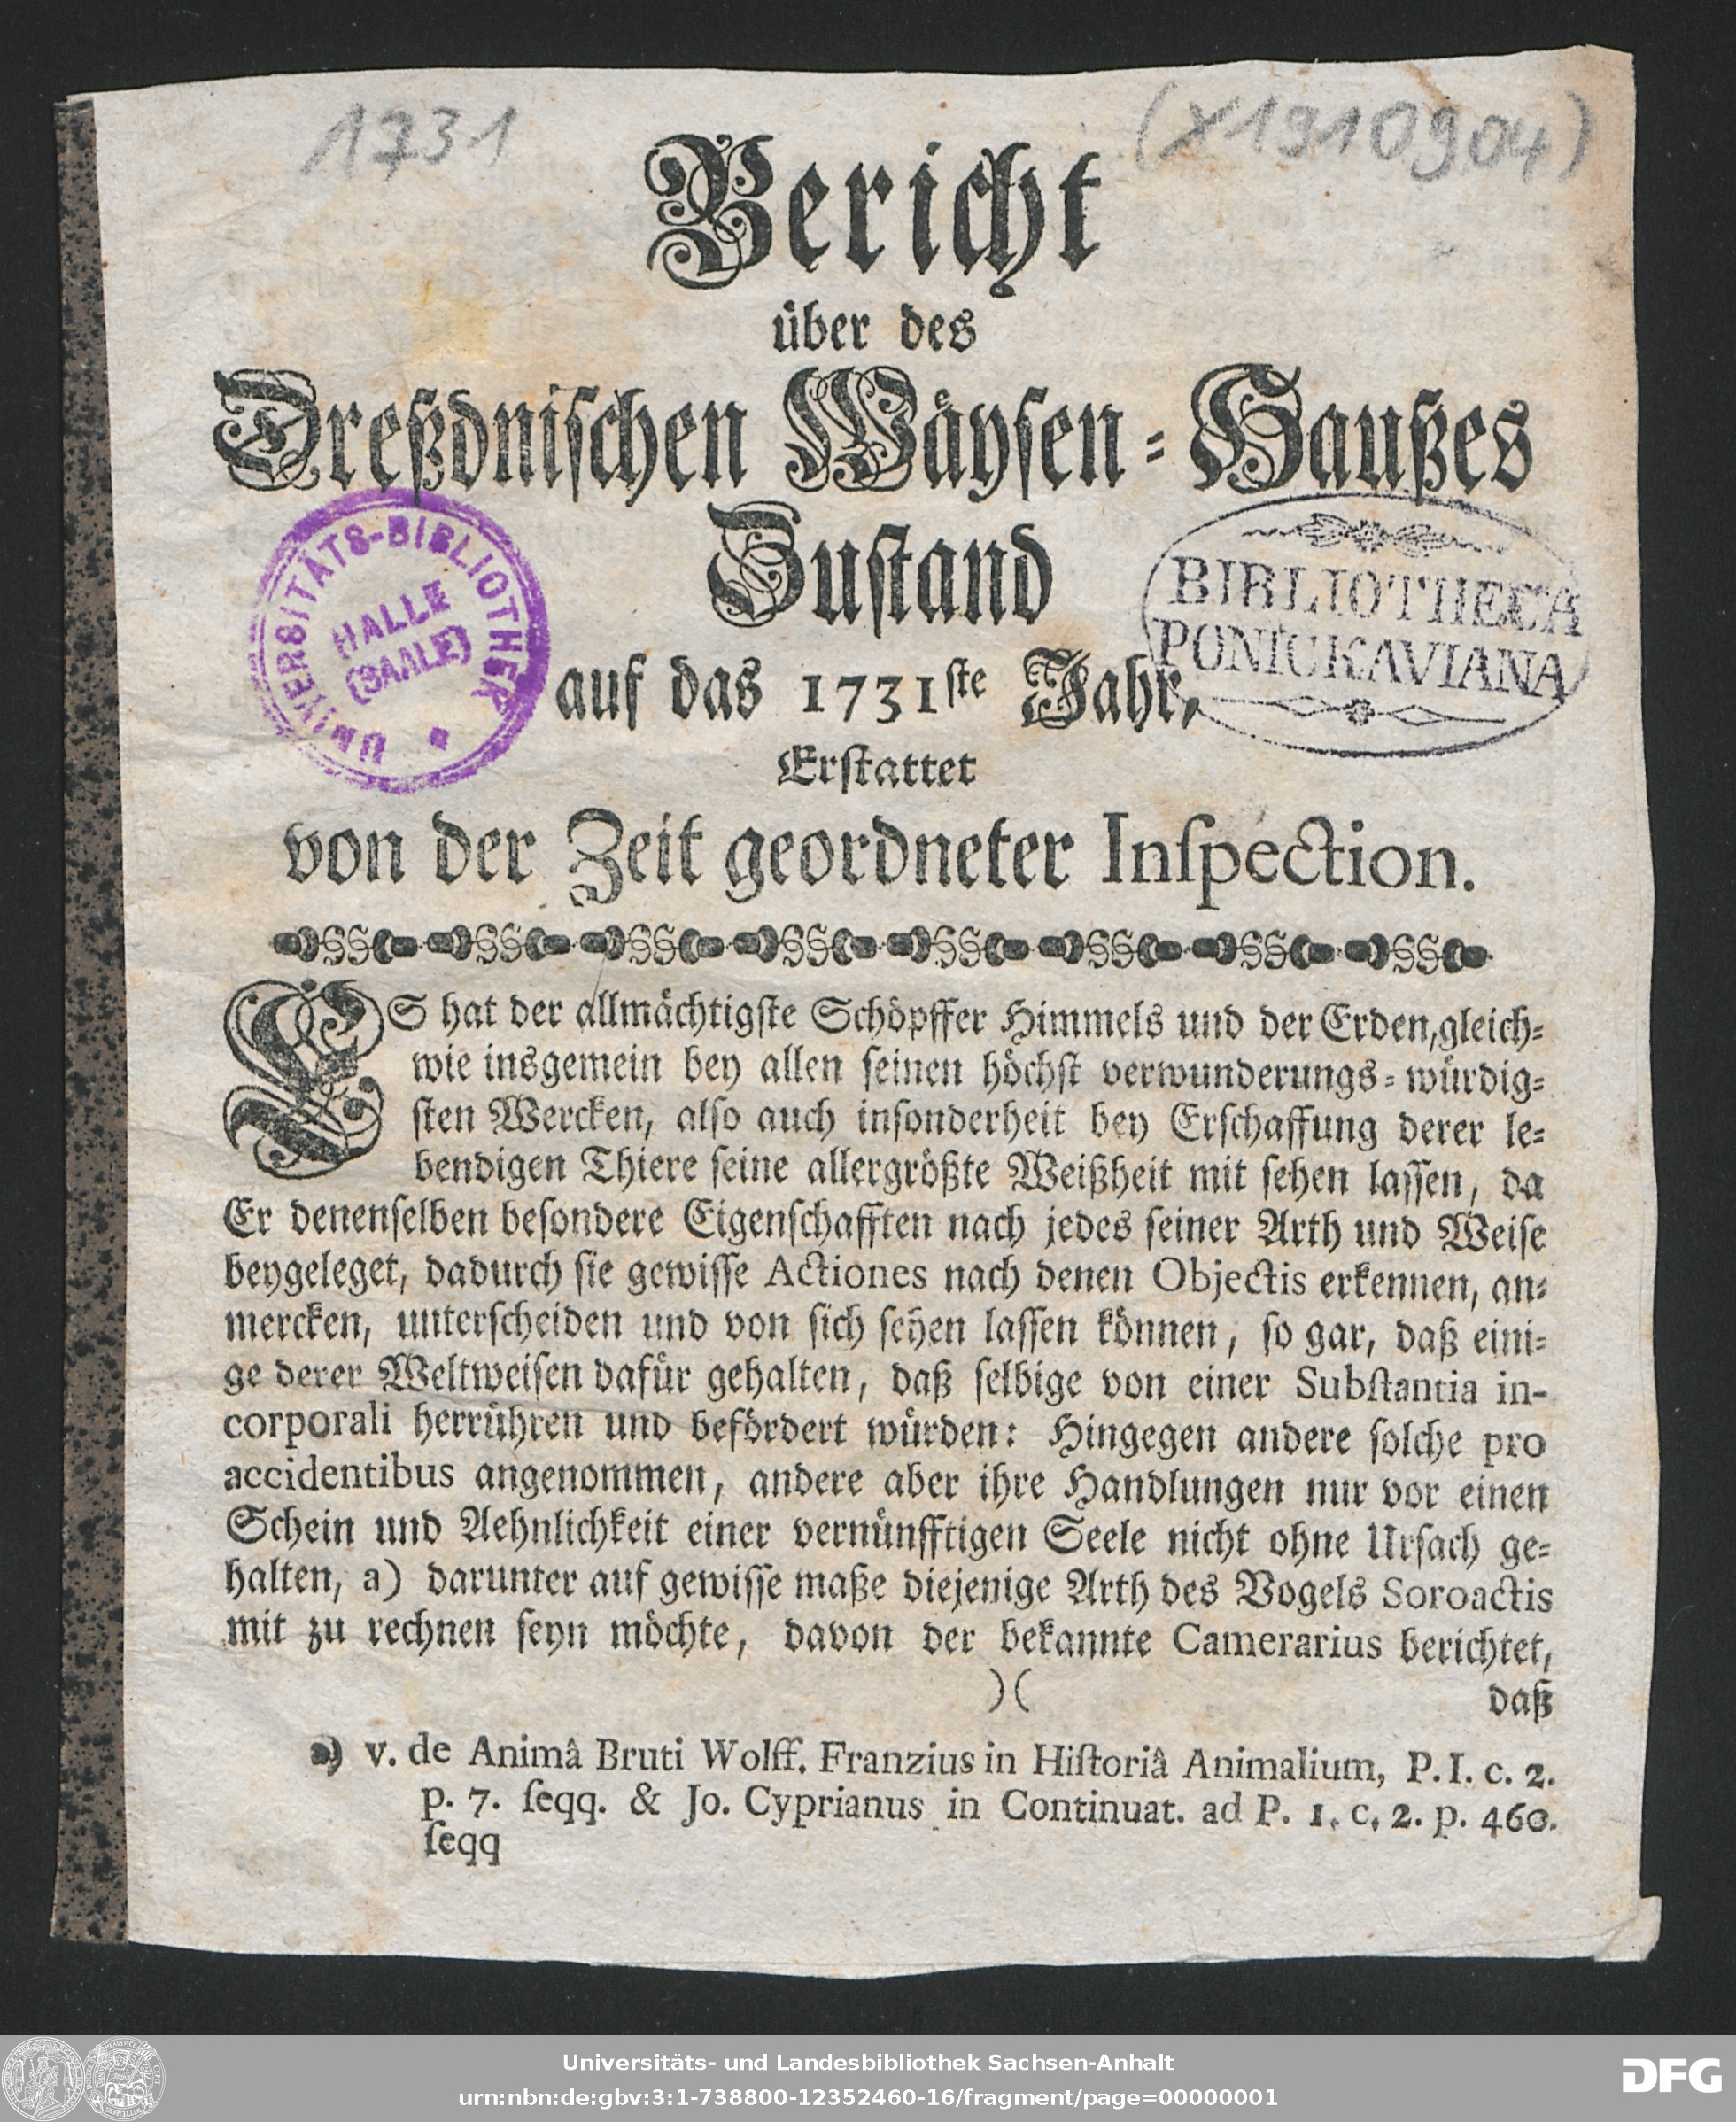 1731
(X1910904)
Bericht
über des
Dreßdnischen Wäysen-Haußes
Zustand
auf das 1731ste Jahr,
Erstattet
von der Zeit geordneter Inspection.
UNIVERSITÄTS-BIBLIOTHEK
HALLE
(SAALE)
BIBLIOTHECA
PONICKAVIANA
ES hat der allmächtigste Schöpffer Himmels und der Erden, gleich-
wie insgemein bey allen seinen höchst verwunderungs-würdig-
sten Wercken, also auch insonderheit bey Erschaffung derer le-
bendigen Thiere seine allergrößte Weißheit mit sehen lassen, da
Er denenselben besondere Eigenschafften nach jedes seiner Arth und Weise
beygeleget, dadurch sie gewisse Actiones nach denen Objectis erkennen, an-
mercken, unterscheiden und von sich sehen lassen können, so gar, daß eini-
ge derer Weltweisen dafür gehalten, daß selbige von einer Substantia in-
corporali herrühren und befördert würden: Hingegen andere solche pro
accidentibus angenommen, andere aber ihre Handlungen nur vor einen
Schein und Aehnlichkeit einer vernünfftigen Seele nicht ohne Ursach ge-
halten, a) darunter auf gewisse maße diejenige Arth des Vogels Soroactis
mit zu rechnen seyn möchte, davon der bekannte Camerarius berichtet,
)(
daß
a) v. de Animâ Bruti Wolff. Franzius in Historiâ Animalium, P. I. c. 2.
p. 7. seqq. & Jo. Cyprianus in Continuat. ad P. 1. c. 2. p. 460.
seqq
Universitäts- und Landesbibliothek Sachsen-Anhalt
urn:nbn:de:gbv:3:1-738800-12352460-16/fragment/page=00000001
DFG